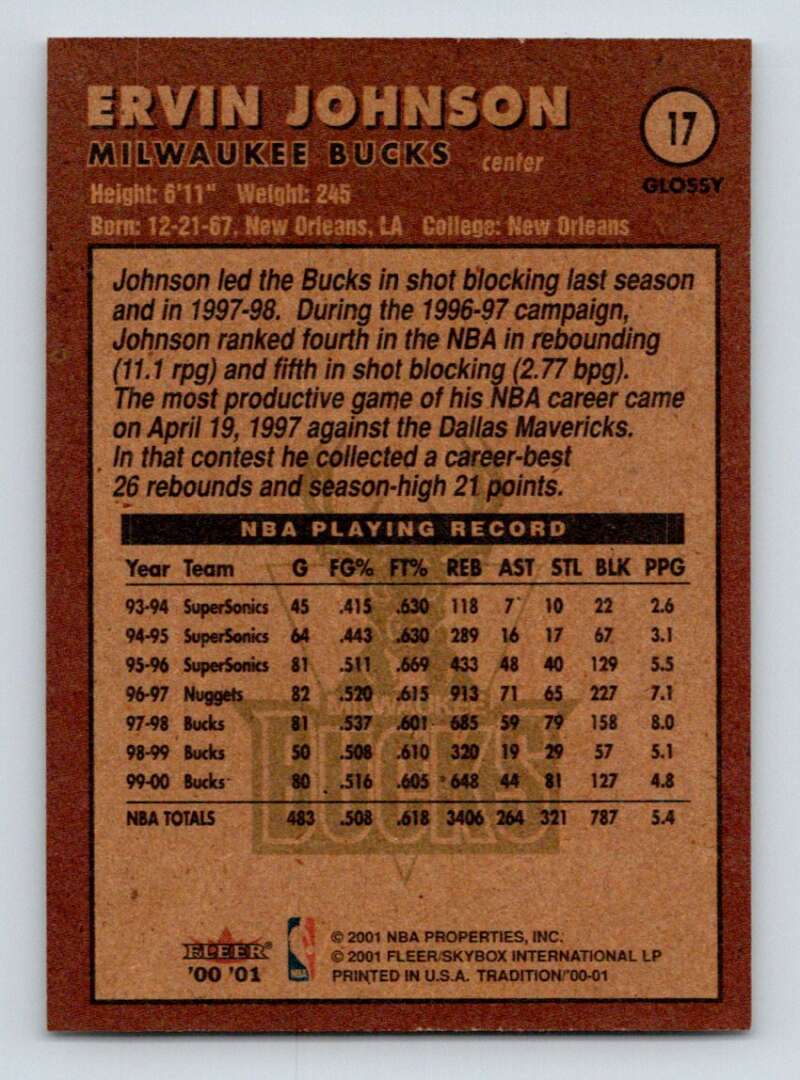 ERVIN JOHNSON
17
MILWAUKEE BUCKS center
GLOSSY
Height: 6'11" Weight: 245
Born: 12-21-67, New Orleans, LA College: New Orleans
Johnson led the Bucks in shot blocking last season
and in 1997-98. During the 1996-97 campaign,
Johnson ranked fourth in the NBA in rebounding
(11.1 rpg) and fifth in shot blocking (2.77 bpg).
The most productive game of his NBA career came
on April 19, 1997 against the Dallas Mavericks.
In that contest he collected a career-best
26 rebounds and season-high 21 points.
NBA PLAYING RECORD
Year Team G FG% FT% REB AST STL BLK PPG
93-94 SuperSonics 45 .415 .630 118 7 10 22 2.6
94-95 SuperSonics 64 .443 .630 289 16 17 67 3.1
95-96 SuperSonics 81 .511 .669 433 48 40 129 5.5
96-97 Nuggets 82 .520 .615 913 71 65 227 7.1
97-98 Bucks 81 .537 .601 685 59 79 158 8.0
98-99 Bucks 50 .508 .610 320 19 29 57 5.1
99-00 Bucks 80 .516 .605 648 44 81 127 4.8
NBA TOTALS 483 .508 .618 3406 264 321 787 5.4
BUCKS
FLEER
'00 '01
NBA
© 2001 NBA PROPERTIES, INC.
© 2001 FLEER/SKYBOX INTERNATIONAL LP
PRINTED IN U.S.A. TRADITION/'00-01